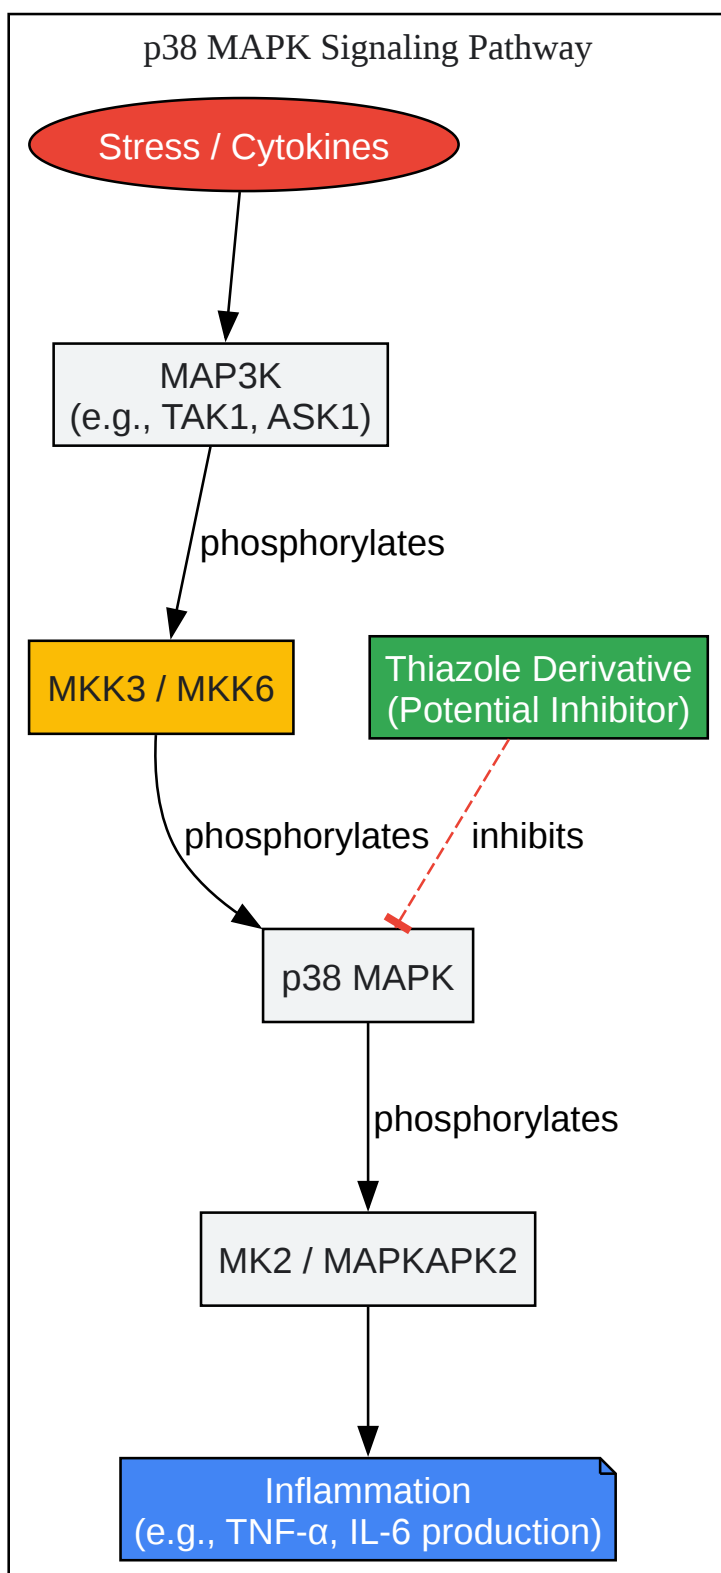 p38 MAPK Signaling Pathway
Stress / Cytokines
MAP3K
(e.g., TAK1, ASK1)
phosphorylates
MKK3 / MKK6
Thiazole Derivative
(Potential Inhibitor)
phosphorylates
inhibits
p38 MAPK
phosphorylates
MK2 / MAPKAPK2
Inflammation
(e.g., TNF-α, IL-6 production)